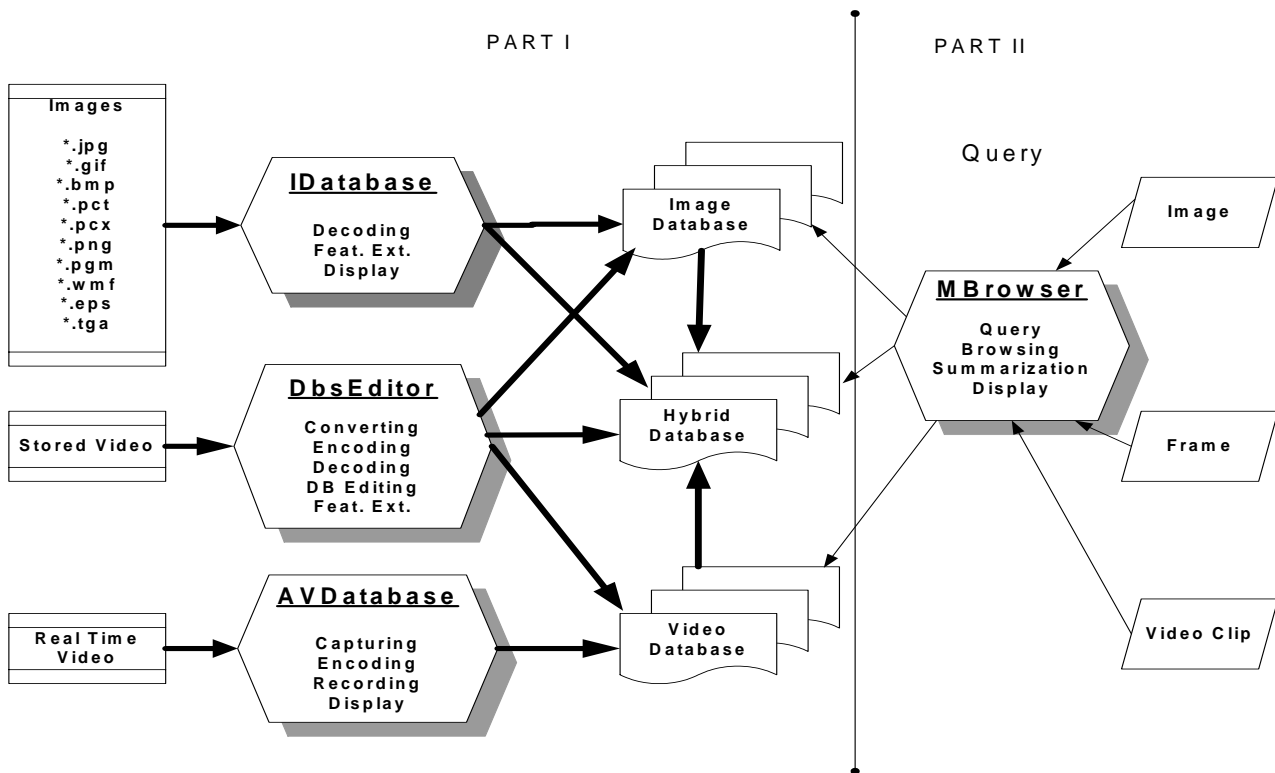 PART I
PART II
Images
*.jpg
*.gif
*.bmp
*.pct
*.pcx
*.png
*.pgm
*.wmf
*.eps
*.tga
IDatabase
Decoding
Feat. Ext.
Display
Image
Database
Query
Image
MBrowser
Query
Browsing
Summarization
Display
Stored Video
DbsEditor
Converting
Encoding
Decoding
DB Editing
Feat. Ext.
Hybrid
Database
Frame
Real Time
Video
AVDatabase
Capturing
Encoding
Recording
Display
Video
Database
Video Clip